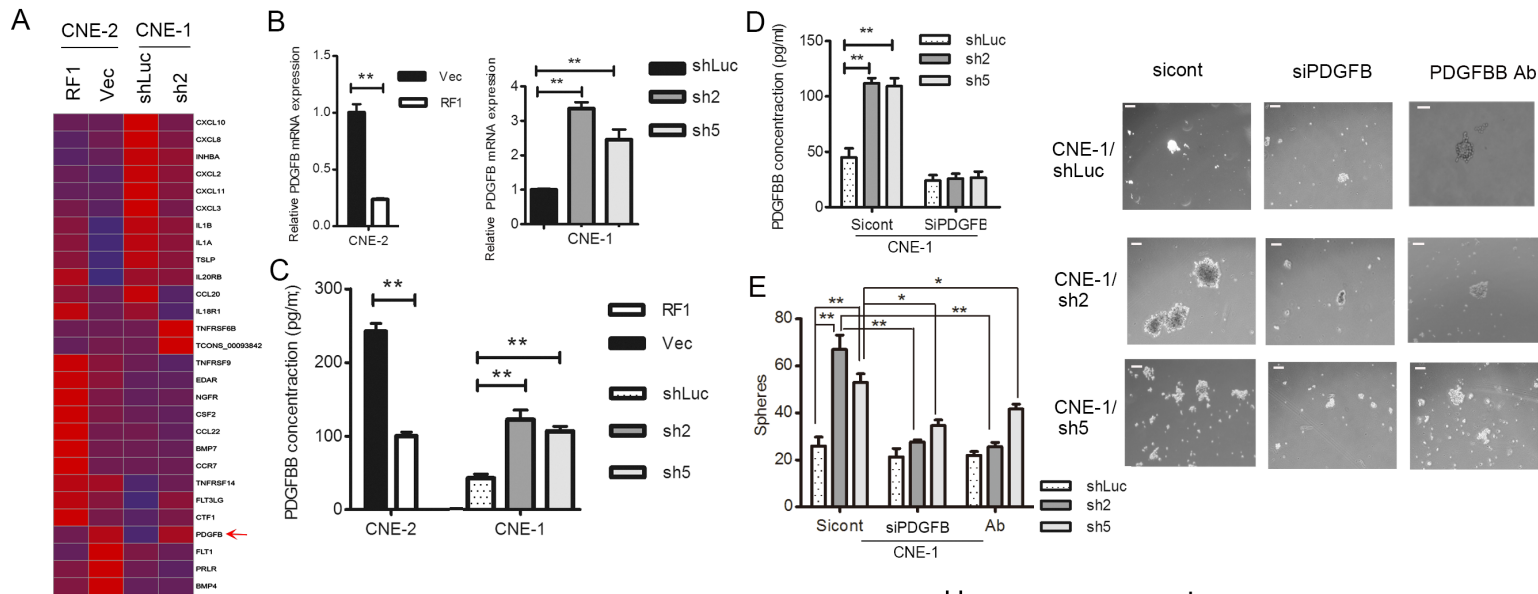 A
CNE-2
CNE-1
RF1
Vec
shLuc
sh2
CXCL10
CXCL8
INHBA
CXCL2
CXCL11
CXCL3
IL1B
IL1A
TSLP
IL20RB
CCL20
IL18R1
TNFRSF6B
TCONS_00093842
TNFRSF9
EDAR
NGFR
CSF2
CCL22
BMP7
CCR7
TNFRSF14
FLT3LG
CTF1
PDGFB
FLT1
PRLR
BMP4
B
Relative PDGFB mRNA expression
1.5
1.0
0.5
0.0
**
CNE-2
Vec
RF1
Relative PDGFB mRNA expression
5
4
3
2
1
0
**
**
CNE-1
shLuc
sh2
sh5
C
PDGFBB concentraction (pg/m;)
300
200
100
0
**
**
**
CNE-2
CNE-1
RF1
Vec
shLuc
sh2
sh5
D
PDGFBB concentration (pg/ml)
150
100
50
0
**
**
Sicont
SiPDGFB
CNE-1
shLuc
sh2
sh5
E
Spheres
80
60
40
20
0
**
**
**
*
**
*
Sicont
siPDGFB
Ab
CNE-1
shLuc
sh2
sh5
sicont
siPDGFB
PDGFBB Ab
CNE-1/
shLuc
CNE-1/
sh2
CNE-1/
sh5